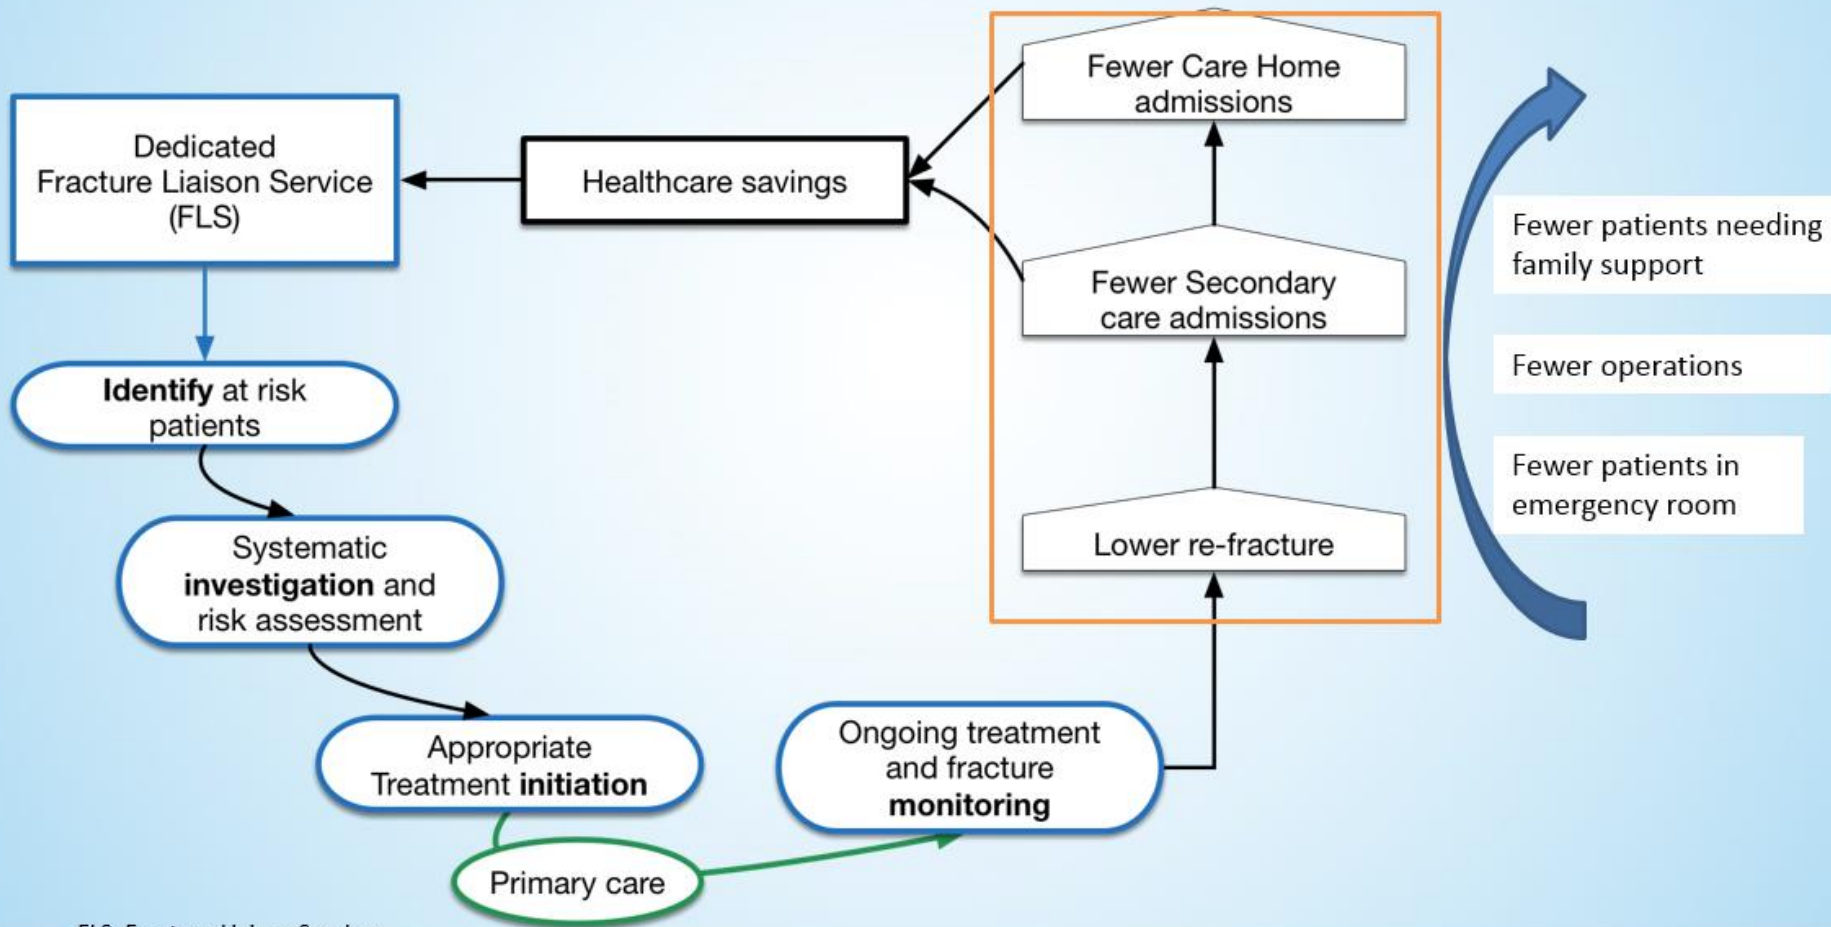 Dedicated
Fracture Liaison Service
(FLS)
Identify at risk
patients
Systematic
investigation and
risk assessment
Appropriate
Treatment initiation
Primary care
Ongoing treatment
and fracture
monitoring
Lower re-fracture
Fewer Secondary
care admissions
Fewer Care Home
admissions
Healthcare savings
Fewer patients needing
family support
Fewer operations
Fewer patients in
emergency room